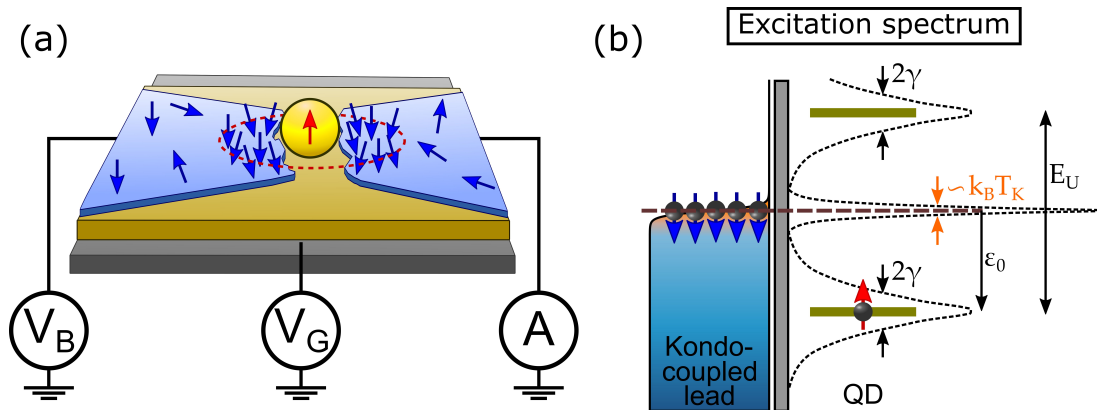 (a)
V_B
V_G
A
(b)
Excitation spectrum
2γ
∽ k_BT_K
E_U
ε_0
2γ
Kondo-
coupled
lead
QD